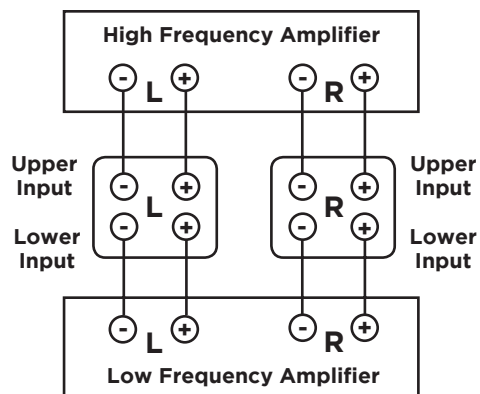 High Frequency Amplifier
- L + - R +
Upper
Input
- L + - R +
Upper
Input
Lower
Input
- + - +
Lower
Input
- L + - R +
Low Frequency Amplifier